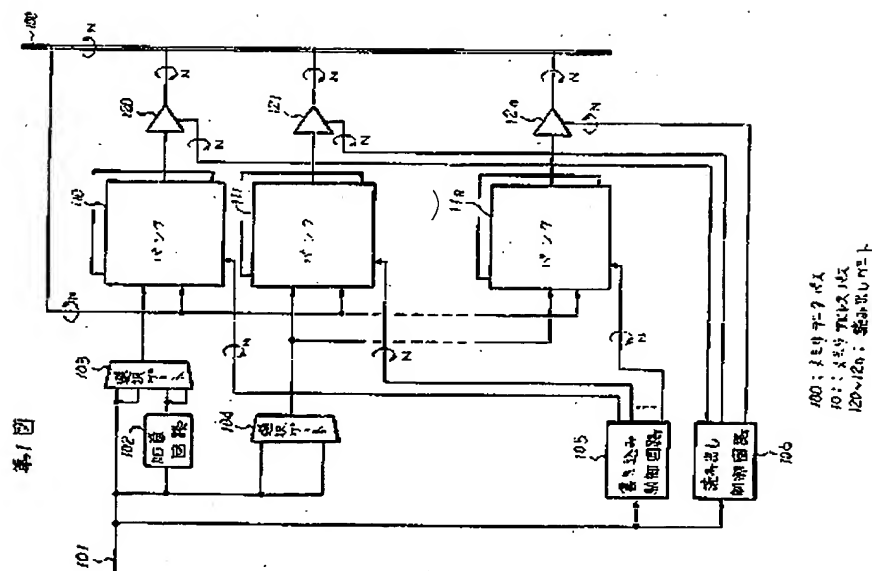 第1図
101
102
加算
回路
103
選択ゲート
104
選択ゲート
105
書き込み
制御回路
106
読み出し
制御回路
110
バンク
111
バンク
11n
バンク
120
121
12n
100
N
N
N
N
N
N
N
N
N
N
N
100: メモリデータバス
101: メモリアドレスバス
120~12n: 読み出しゲート